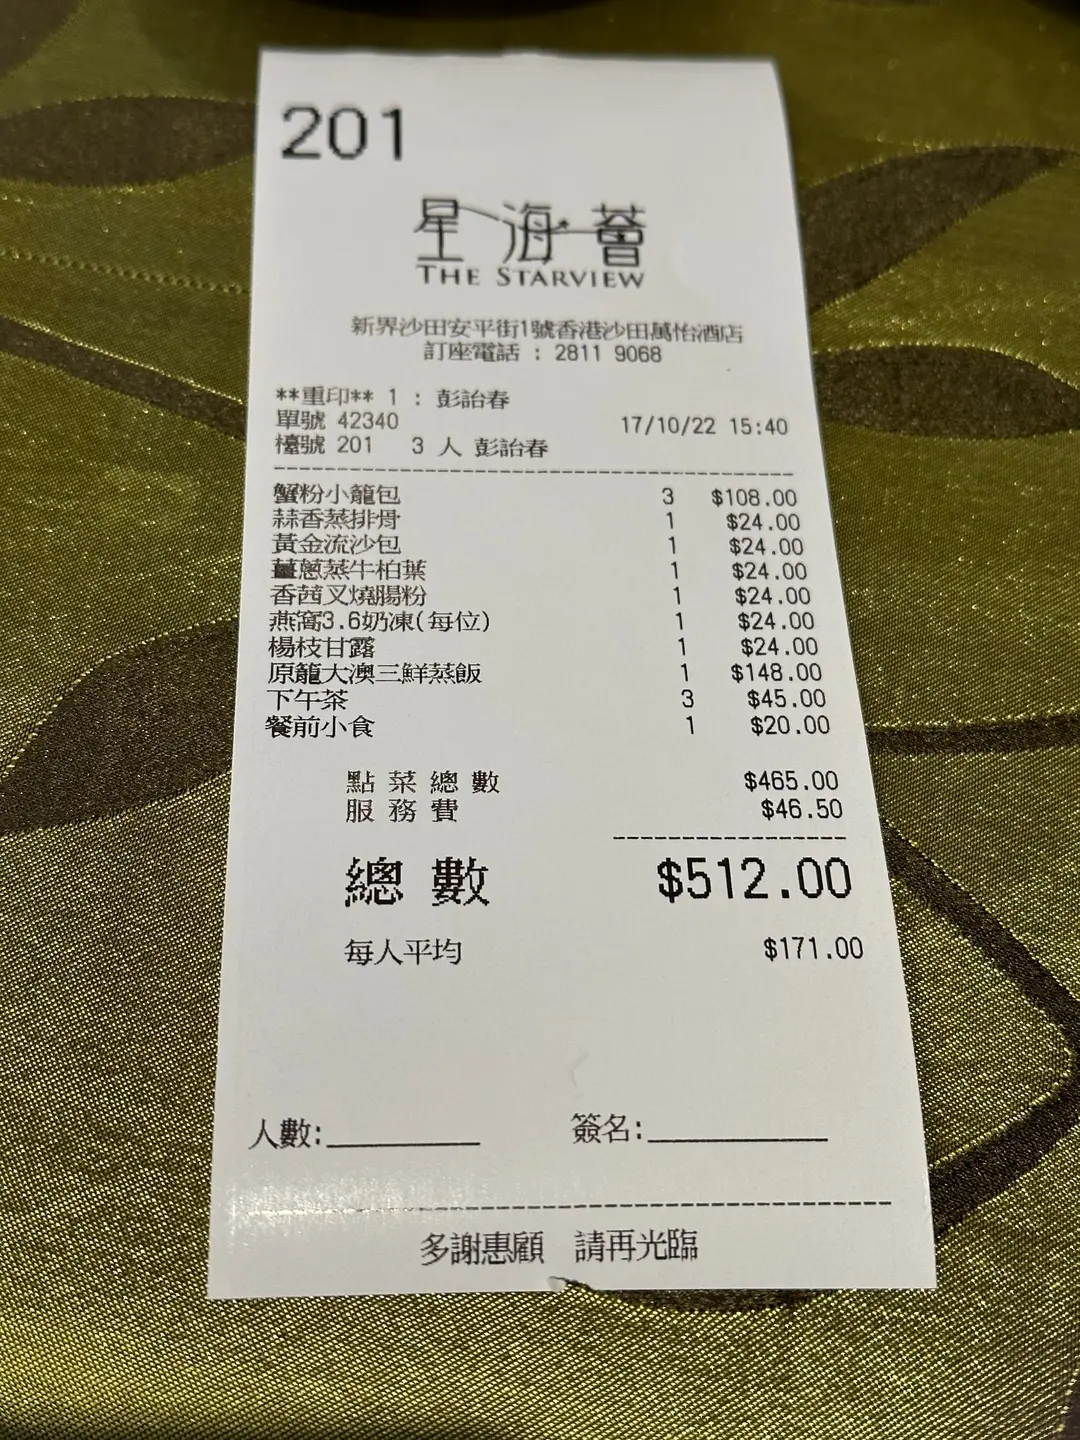 201
星海薈
THE STARVIEW
新界沙田安平街1號香港沙田萬怡酒店
訂座電話 : 2811 9068
**重印** 1 : 彭詒春
單號 42340 17/10/22 15:40
檯號 201 3 人 彭詒春
蟹粉小籠包 3 $108.00
蒜香蒸排骨 1 $24.00
黃金流沙包 1 $24.00
薑蔥蒸牛柏葉 1 $24.00
香茜叉燒腸粉 1 $24.00
燕窩3.6奶凍(每位) 1 $24.00
楊枝甘露 1 $24.00
原籠大澳三鮮蒸飯 1 $148.00
下午茶 3 $45.00
餐前小食 1 $20.00
點菜總數 $465.00
服務費 $46.50
總數 $512.00
每人平均 $171.00
人數:_________ 簽名:___________
多謝惠顧 請再光臨